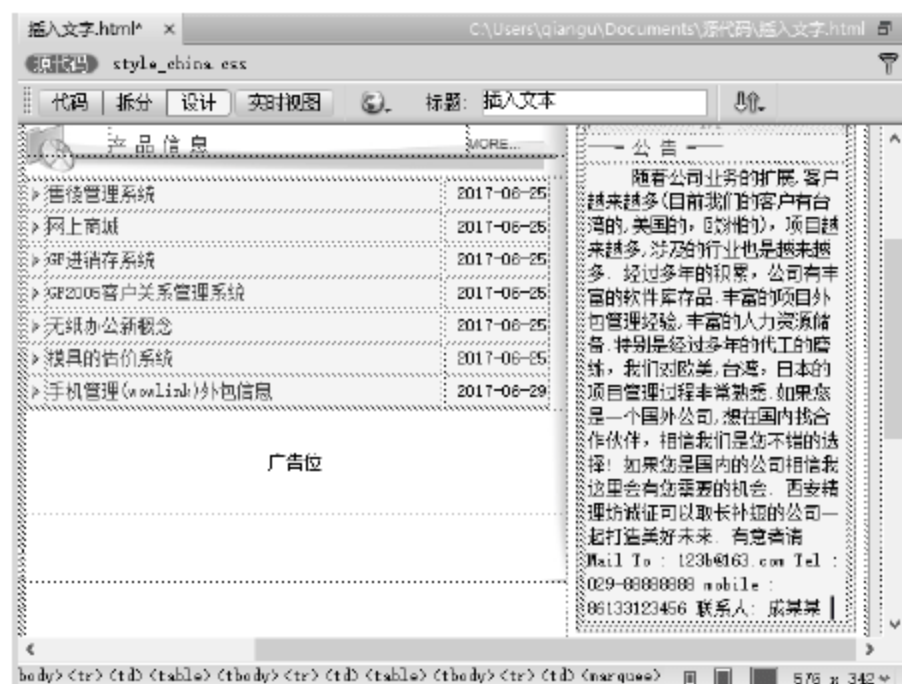 插入文字.html* ×
C:\Users\qiangu\Documents\源代码\插入文字.html
源代码 style_china.css
代码 拆分 设计 实时视图 标题: 插入文本
产品信息 MORE...
售後管理系统 2017-06-25
网上商城 2017-06-25
GP进销存系统 2017-06-25
GP2005客户关系管理系统 2017-06-25
无纸办公新概念 2017-06-25
模具的估价系统 2017-06-25
手机管理(wowlink)外包信息 2017-06-29
广告位
公告
随着公司业务的扩展,客户
越来越多(目前我们的客户有台
湾的,美国的,欧洲的),项目越
来越多,涉及的行业也是越来越
多. 经过多年的积累,公司有丰
富的软件库存品.丰富的项目外
包管理经验,丰富的人力资源储
备.特别是经过多年的代工的磨
练,我们对欧美,台湾,日本的
项目管理过程非常熟悉.如果您
是一个国外公司,想在国内找合
作伙伴,相信我们是您不错的选
择! 如果您是国内的公司相信我
这里会有您需要的机会. 西安精
理坊诚征可以取长补短的公司一
起打造美好未来. 有意者请
Mail To : 123b@163.com Tel :
029-88888888 mobile :
86133123456 联系人: 成某某
body> <tr> <td> <table> <tbody> <tr> <td> <table> <tbody> <tr> <td> <marquee> 576 x 342